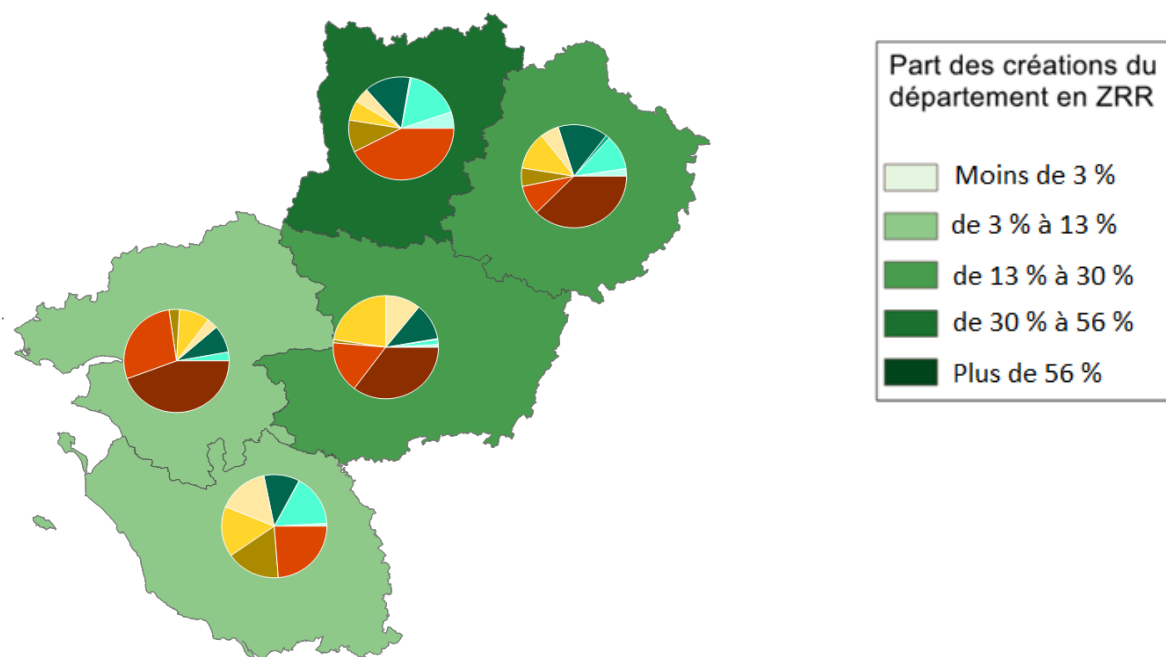 Part des créations du
département en ZRR
Moins de 3 %
de 3 % à 13 %
de 13 % à 30 %
de 30 % à 56 %
Plus de 56 %